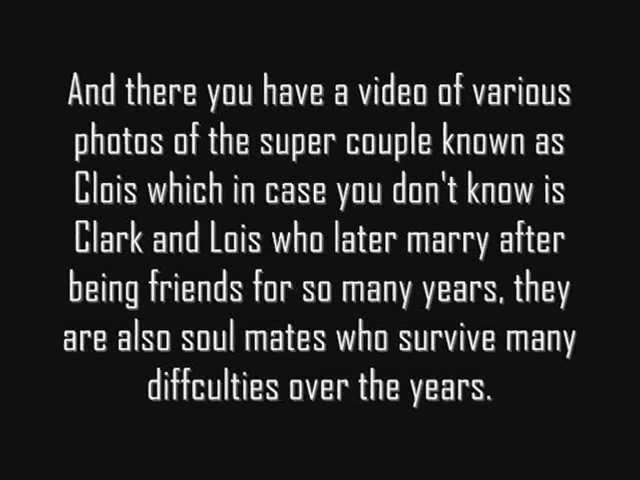 And there you have a video of various
photos of the super couple known as
Clois which in case you don't know is
Clark and Lois who later marry after
being friends for so many years, they
are also soul mates who survive many
diffculties over the years.